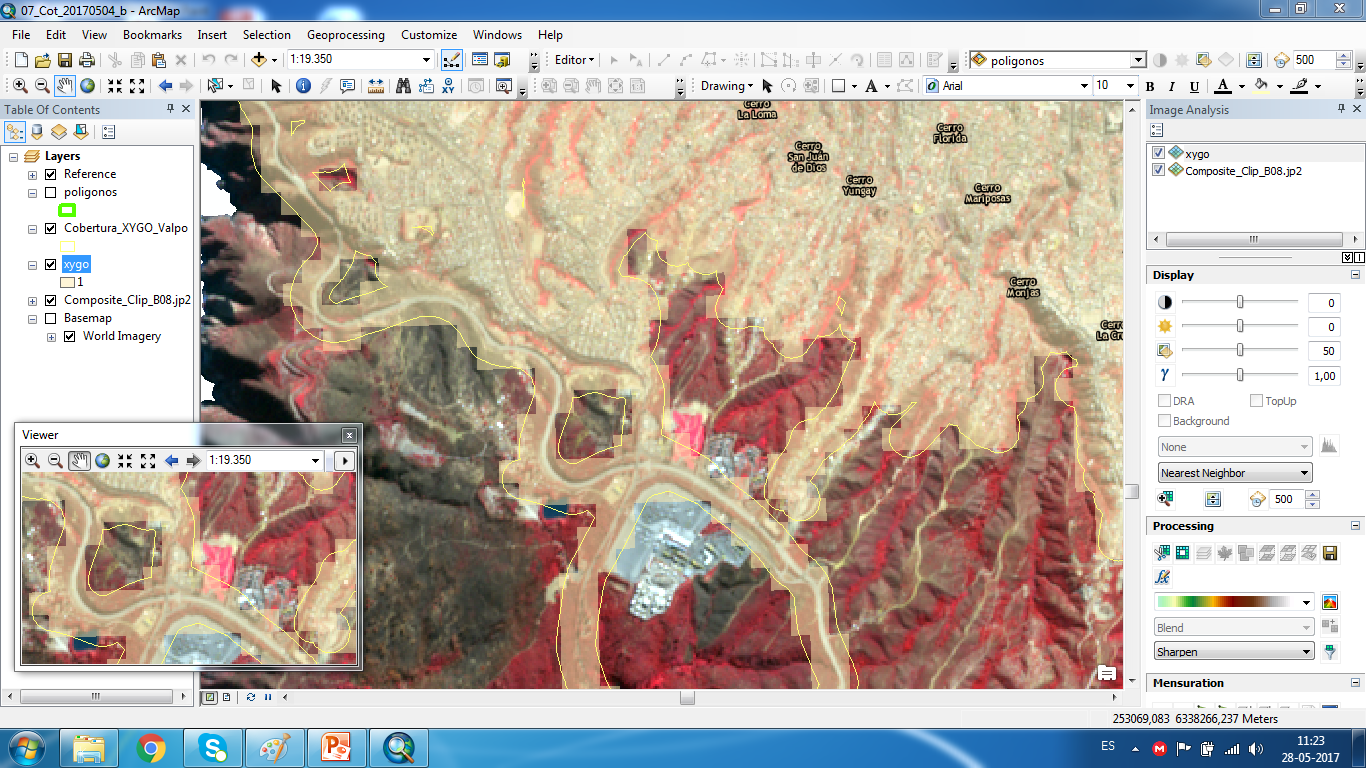 07_Cot_20170504_b - ArcMap
File Edit View Bookmarks Insert Selection Geoprocessing Customize Windows Help
1:19.350 Editor poligonos 500
Drawing A Arial 10 B I U A
Table Of Contents
Layers
Reference
poligonos
Cobertura_XYGO_Valpo
xygo
1
Composite_Clip_B08.jp2
Basemap
World Imagery
Cerro
La Loma
Cerro
San Juan
de Dios
Cerro
Florida
Cerro
Yungay
Cerro
Mariposas
Cerro
Monjas
Cerro
Viewer
1:19.350
Image Analysis
xygo
Composite_Clip_B08.jp2
Display
0
0
50
γ 1,00
DRA TopUp
Background
None
Nearest Neighbor
500
Processing
fx
Blend
Sharpen
Mensuration
253069,083 6338266,237 Meters
ES
11:23
28-05-2017